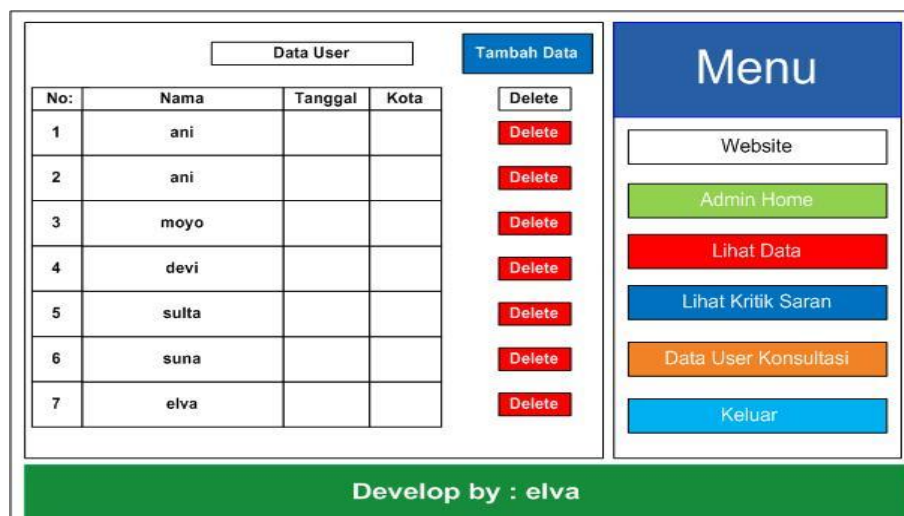 Data User
Tambah Data
No: Nama Tanggal Kota Delete
1 ani Delete
2 ani Delete
3 moyo Delete
4 devi Delete
5 sulta Delete
6 suna Delete
7 elva Delete
Menu
Website
Admin Home
Lihat Data
Lihat Kritik Saran
Data User Konsultasi
Keluar
Develop by : elva